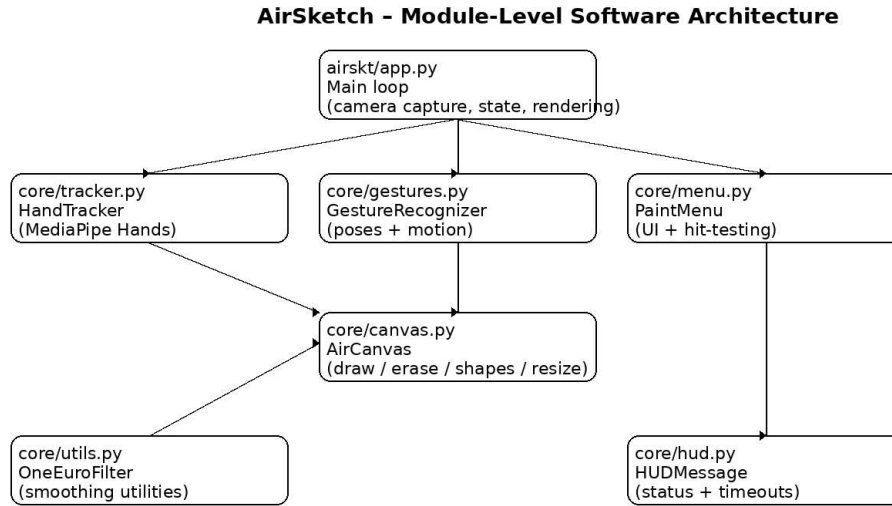 AirSketch – Module-Level Software Architecture
airskt/app.py
Main loop
(camera capture, state, rendering)
core/tracker.py
HandTracker
(MediaPipe Hands)
core/gestures.py
GestureRecognizer
(poses + motion)
core/menu.py
PaintMenu
(UI + hit-testing)
core/canvas.py
AirCanvas
(draw / erase / shapes / resize)
core/utils.py
OneEuroFilter
(smoothing utilities)
core/hud.py
HUDMessage
(status + timeouts)